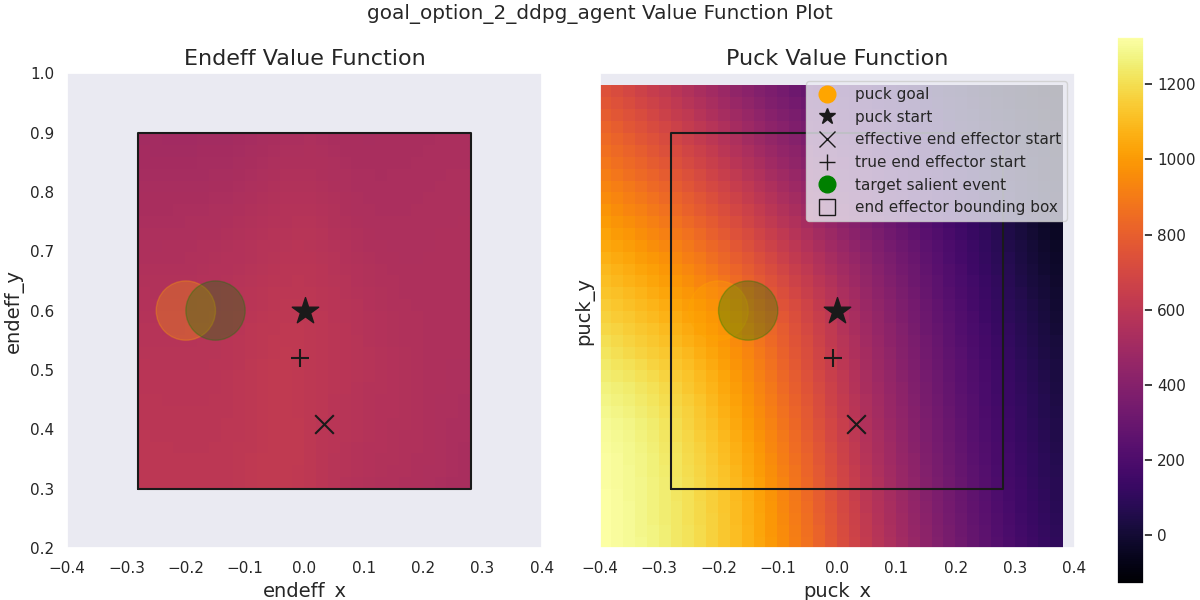 goal_option_2_ddpg_agent Value Function Plot
Endeff Value Function
endeff_y
1.0
0.9
0.8
0.7
0.6
0.5
0.4
0.3
0.2
−0.4 −0.3 −0.2 −0.1 0.0 0.1 0.2 0.3 0.4
endeff_x
Puck Value Function
puck_y
puck goal
puck start
effective end effector start
true end effector start
target salient event
end effector bounding box
−0.4 −0.3 −0.2 −0.1 0.0 0.1 0.2 0.3 0.4
puck_x
1200
1000
800
600
400
200
0